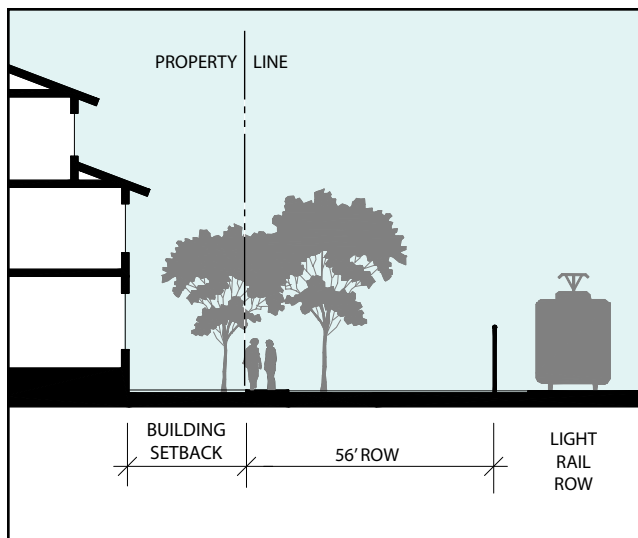 PROPERTY LINE
BUILDING
SETBACK
56' ROW
LIGHT
RAIL
ROW